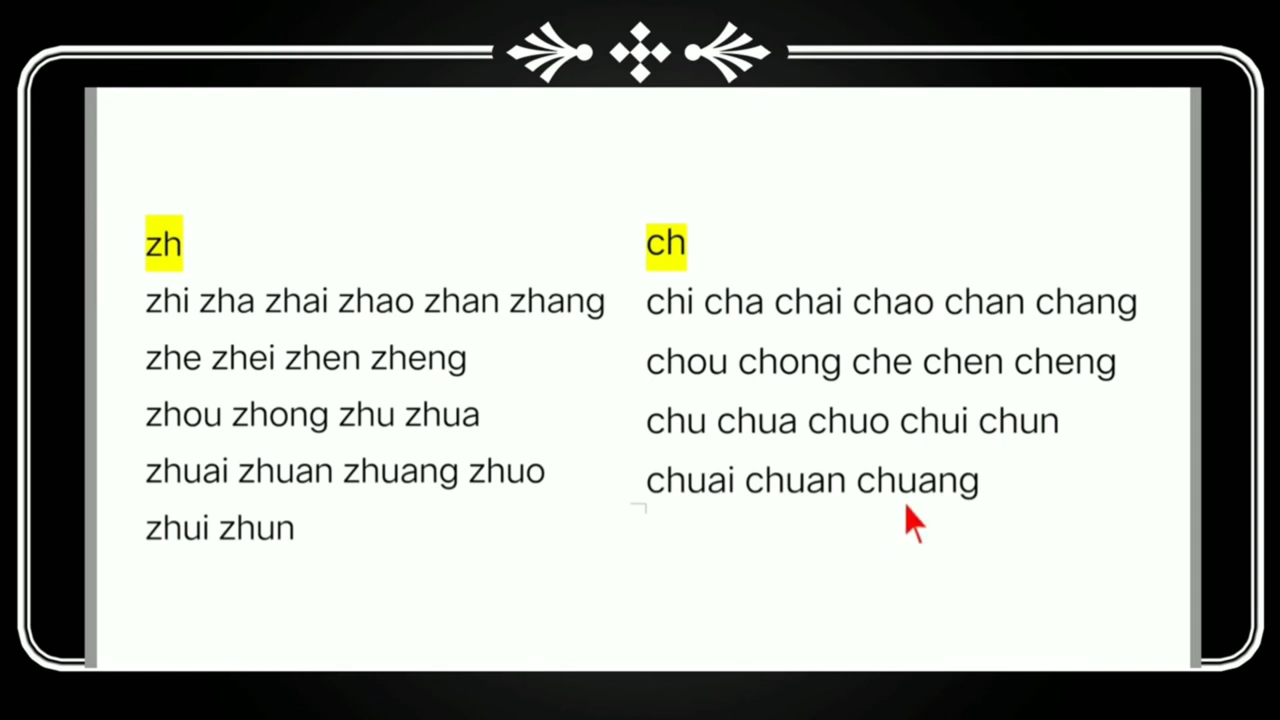 zh
zhi zha zhai zhao zhan zhang
zhe zhei zhen zheng
zhou zhong zhu zhua
zhuai zhuan zhuang zhuo
zhui zhun
ch
chi cha chai chao chan chang
chou chong che chen cheng
chu chua chuo chui chun
chuai chuan chuang